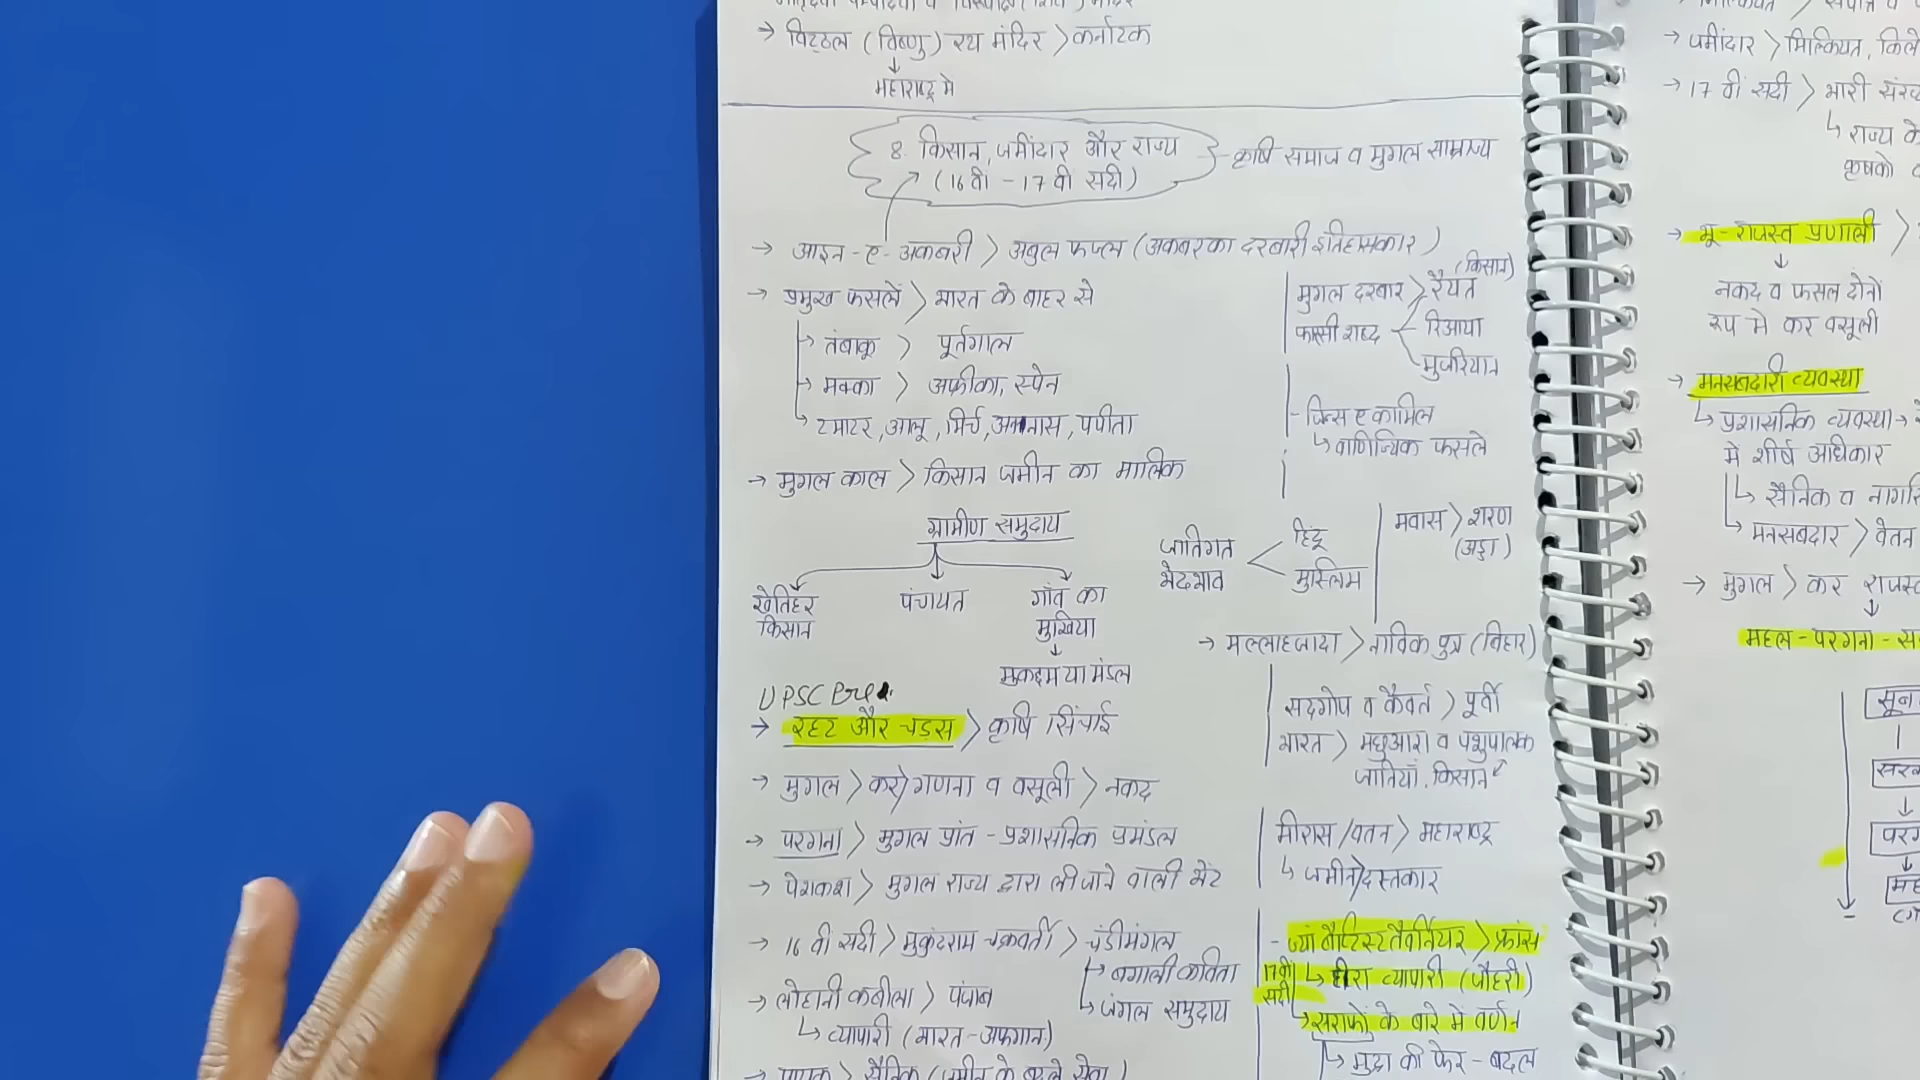 → विट्ठल (विष्णु) रथ मंदिर > कर्नाटक
↓
महाराष्ट्र मे
8. किसान, जमींदार और राज्य
(16वी - 17वी सदी)
कृषि समाज व मुगल साम्राज्य
→ आइन-ए-अकबरी > अबुल फजल (अकबर का दरबारी इतिहासकार)
→ प्रमुख फसलें > भारत के बाहर से
→ तंबाकू > पूर्तगाल
→ मक्का > अफ्रीका, स्पेन
→ टमाटर, आलू, मिर्च, अनानास, पपीता
→ मुगल काल > किसान जमीन का मालिक
(किसान)
मुगल दरबार > रैयत
फारसी शब्द
रिआया
मुजरियान
- जिन्स ए कामिल
↳ वाणिज्यिक फसले
ग्रामीण समुदाय
खेतिहर किसान
पंचायत
गाँव का मुखिया
↓
मुकद्दम या मंडल
जातिगत भेदभाव < हिंदू
मुस्लिम
मवास > शरण
(अड्डा)
→ मल्लाहजादा > नाविक पुत्र (बिहार)
UPSC Pre
→ रहट और चड़स > कृषि सिंचाई
सदगोप व कैवर्त > पूर्वी
भारत > मछुआरा व पशुपालक
जातियाँ. किसान
→ मुगल > कर > गणना व वसूली > नकद
→ परगना > मुगल प्रांत - प्रशासनिक प्रमंडल
→ पेशकश > मुगल राज्य द्वारा ली जाने वाली भेंट
मीरास / वतन > महाराष्ट्र
↳ जमीन > दस्तकार
→ 16 वी सदी > मुकुंदराम चक्रवर्ती > चंडीमंगल
→ बंगाली कविता
↳ जंगल समुदाय
→ लोहानी कबीला > पंजाब
↳ व्यापारी (भारत-अफगान)
- ज्यां बैप्टिस्ट तैवर्नियर > फ्रांस
17वी सदी
↳ हीरा व्यापारी (जौहरी)
↳ सराफों के बारे में वर्णन
↳ मुद्रा की फेर-बदल
सैनिक (जमीन के बदले सेवा)
→ जमींदार > मिल्कियत, किले
→ 17 वीं सदी > भारी
↳ राज्य के
कृषको
→ भू-राजस्व प्रणाली >
↓
नकद व फसल दोनों
रूप मे कर वसूली
→ मनसबदारी व्यवस्था
↳ प्रशासनिक व्यवस्था →
में शीर्ष अधिकार
↳ सैनिक व
→ मनसबदार > वेतन
→ मुगल > कर
↓
महल - परगना -